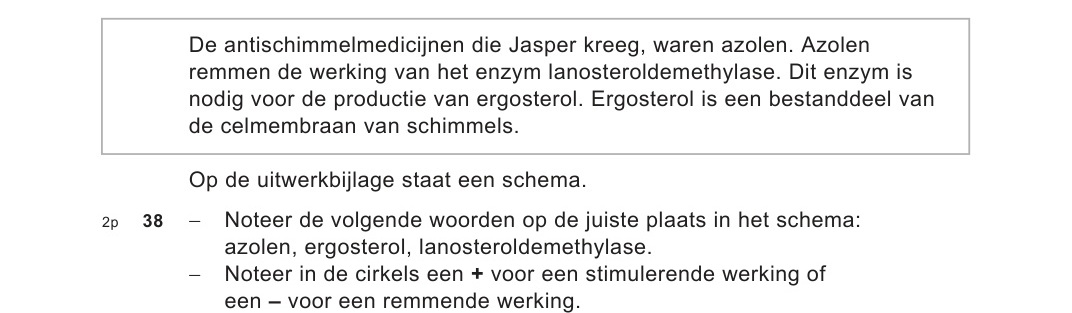 De antischimmelmedicijnen die Jasper kreeg, waren azolen. Azolen
remmen de werking van het enzym lanosteroldemethylase. Dit enzym is
nodig voor de productie van ergosterol. Ergosterol is een bestanddeel van
de celmembraan van schimmels.
Op de uitwerkbijlage staat een schema.
2p 38 – Noteer de volgende woorden op de juiste plaats in het schema:
azolen, ergosterol, lanosteroldemethylase.
– Noteer in de cirkels een + voor een stimulerende werking of
een – voor een remmende werking.